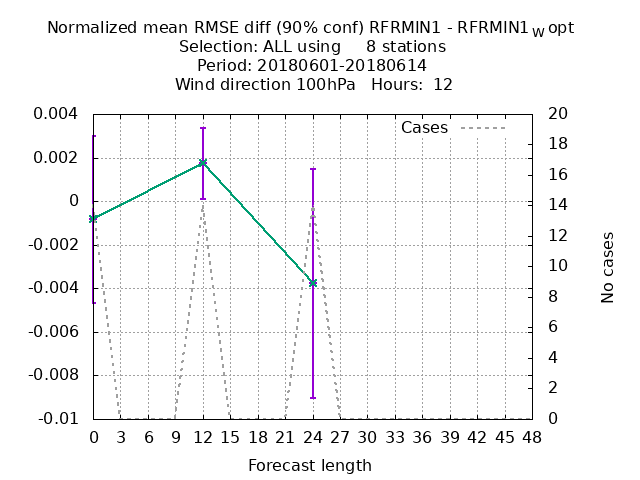 Normalized mean RMSE diff (90% conf) RFRMIN1 - RFRMIN1 W opt
Selection: ALL using     8 stations
Period: 20180601-20180614
Wind direction 100hPa   Hours:  12
Cases
0.004
0.002
0
-0.002
-0.004
-0.006
-0.008
-0.01
20
18
16
14
12
10
8
6
4
2
0
No cases
0 3 6 9 12 15 18 21 24 27 30 33 36 39 42 45 48
Forecast length